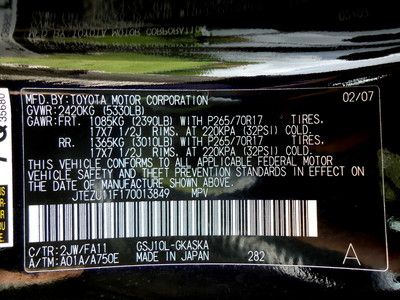 MFD. BY: TOYOTA MOTOR CORPORATION 02/07
GVWR: 2420KG (5330LB)
GAWR: FRT. 1085KG (2390LB) WITH P265/70R17 TIRES.
17X7 1/2J RIMS. AT 220KPA (32PSI) COLD.
RR. 1365KG (3010LB) WITH P265/70R17 TIRES.
17X7 1/2J RIMS. AT 220KPA (32PSI) COLD.
THIS VEHICLE CONFORMS TO ALL APPLICABLE FEDERAL MOTOR
VEHICLE SAFETY AND THEFT PREVENTION STANDARDS IN EFFECT ON
THE DATE OF MANUFACTURE SHOWN ABOVE.
JTEZU11F170013849 MPV
C/TR: 2JW/FA11 GSJ10L-GKASKA
A/TM: A01A/A750E MADE IN JAPAN 282 A
35680